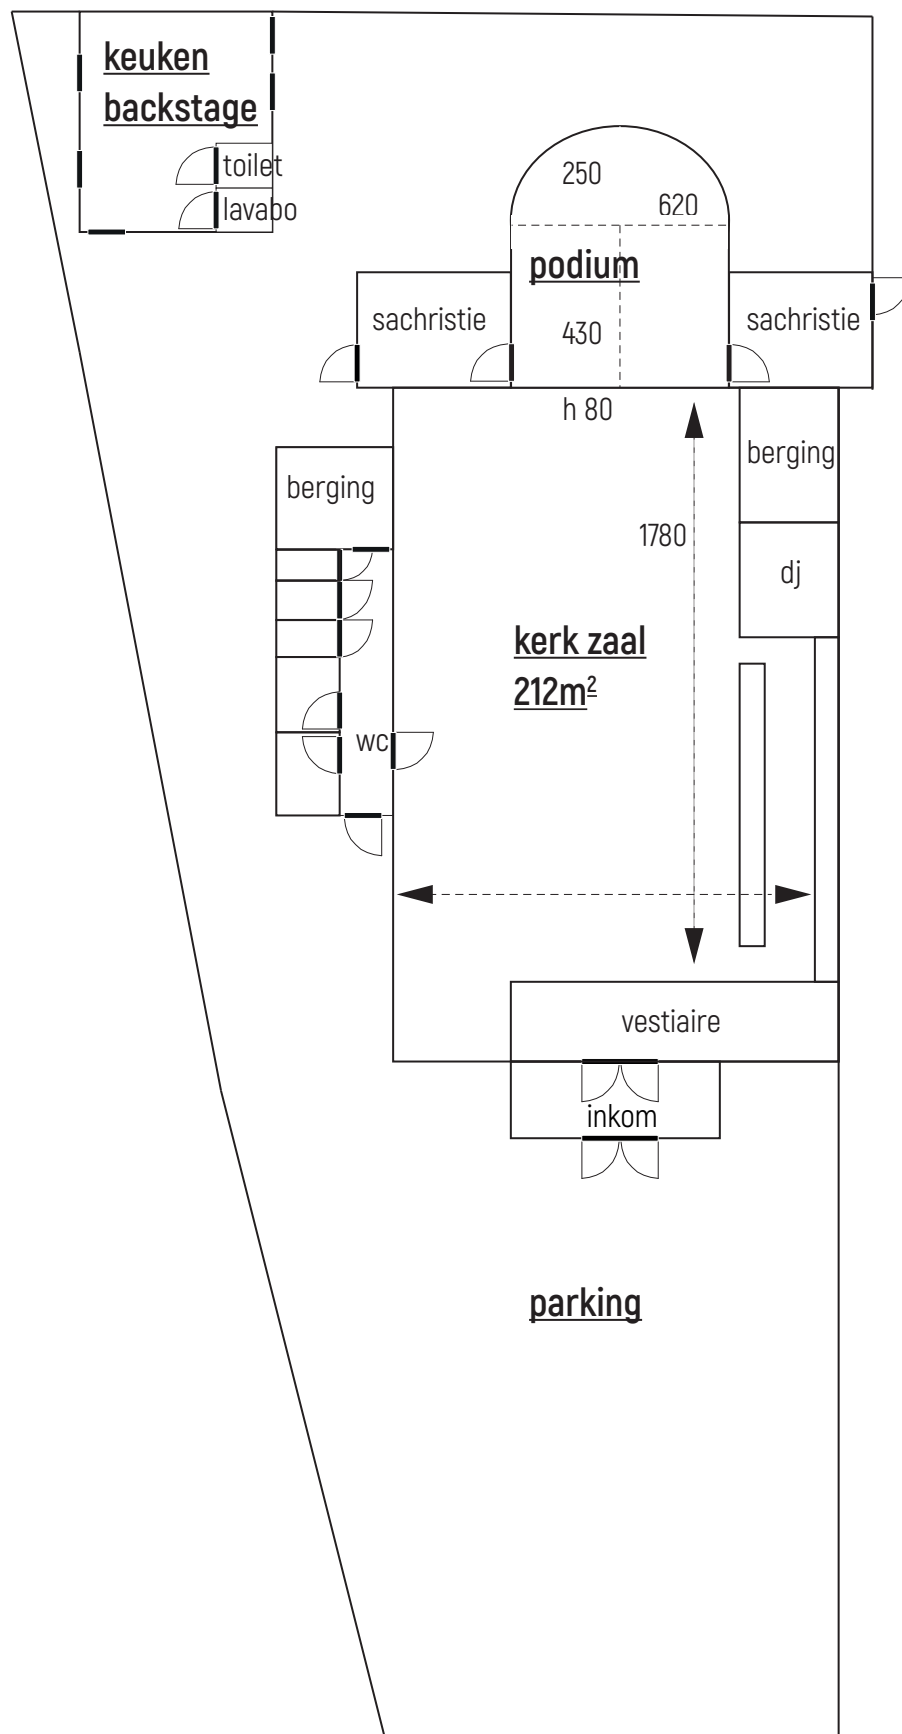 keuken
backstage
toilet
lavabo
250
620
podium
sachristie
430
sachristie
h 80
berging
berging
1780
dj
kerk zaal
212m²
wc
vestiaire
inkom
parking